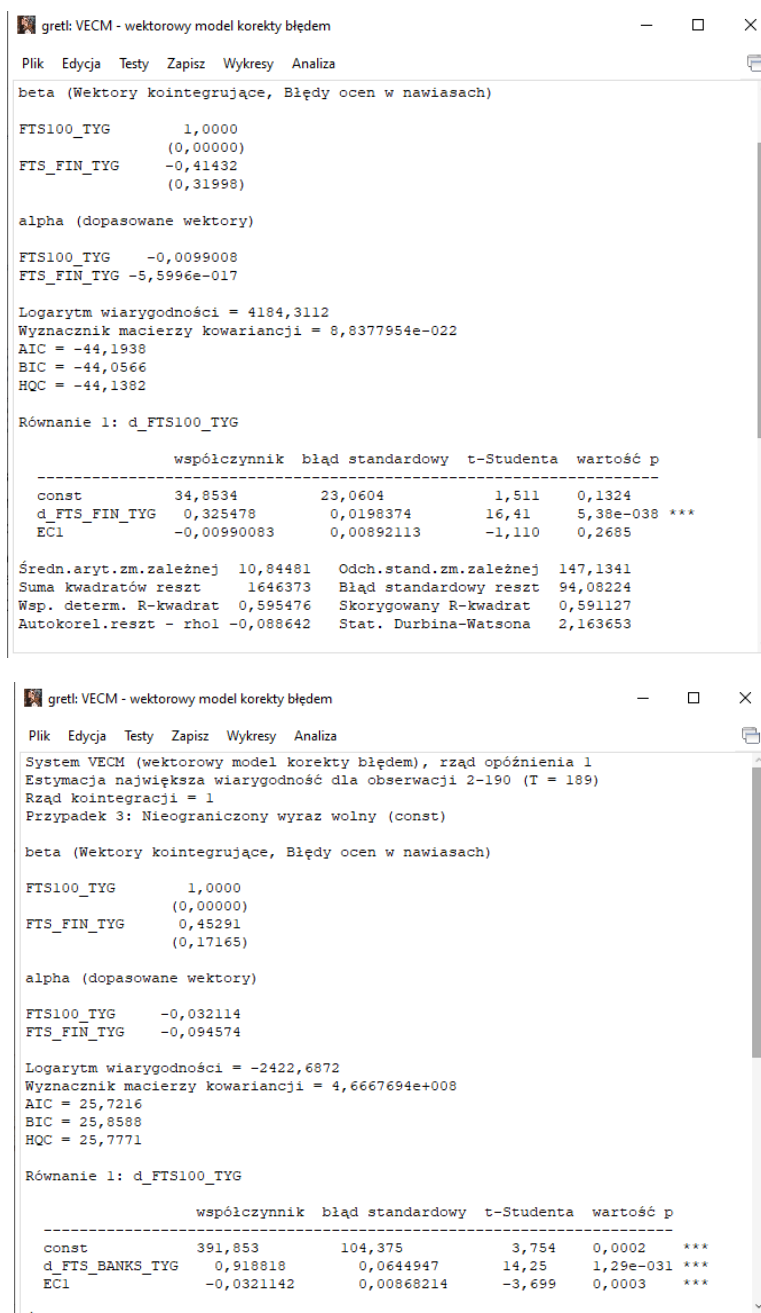 gretl: VECM - wektorowy model korekty błędem
Plik Edycja Testy Zapisz Wykresy Analiza
beta (Wektory kointegrujące, Błędy ocen w nawiasach)
FTS100_TYG 1,0000
(0,00000)
FTS_FIN_TYG -0,41432
(0,31998)
alpha (dopasowane wektory)
FTS100_TYG -0,0099008
FTS_FIN_TYG -5,5996e-017
Logarytm wiarygodności = 4184,3112
Wyznacznik macierzy kowariancji = 8,8377954e-022
AIC = -44,1938
BIC = -44,0566
HQC = -44,1382
Równanie 1: d_FTS100_TYG
współczynnik błąd standardowy t-Studenta wartość p
----------------------------------------------------------------
const 34,8534 23,0604 1,511 0,1324
d_FTS_FIN_TYG 0,325478 0,0198374 16,41 5,38e-038 ***
EC1 -0,00990083 0,00892113 -1,110 0,2685
Średn.aryt.zm.zależnej 10,84481 Odch.stand.zm.zależnej 147,1341
Suma kwadratów reszt 1646373 Błąd standardowy reszt 94,08224
Wsp. determ. R-kwadrat 0,595476 Skorygowany R-kwadrat 0,591127
Autokorel.reszt - rho1 -0,088642 Stat. Durbina-Watsona 2,163653
gretl: VECM - wektorowy model korekty błędem
Plik Edycja Testy Zapisz Wykresy Analiza
System VECM (wektorowy model korekty błędem), rząd opóźnienia 1
Estymacja największa wiarygodność dla obserwacji 2-190 (T = 189)
Rząd kointegracji = 1
Przypadek 3: Nieograniczony wyraz wolny (const)
beta (Wektory kointegrujące, Błędy ocen w nawiasach)
FTS100_TYG 1,0000
(0,00000)
FTS_FIN_TYG 0,45291
(0,17165)
alpha (dopasowane wektory)
FTS100_TYG -0,032114
FTS_FIN_TYG -0,094574
Logarytm wiarygodności = -2422,6872
Wyznacznik macierzy kowariancji = 4,6667694e+008
AIC = 25,7216
BIC = 25,8588
HQC = 25,7771
Równanie 1: d_FTS100_TYG
współczynnik błąd standardowy t-Studenta wartość p
----------------------------------------------------------------
const 391,853 104,375 3,754 0,0002 ***
d_FTS_BANKS_TYG 0,918818 0,0644947 14,25 1,29e-031 ***
EC1 -0,0321142 0,00868214 -3,699 0,0003 ***